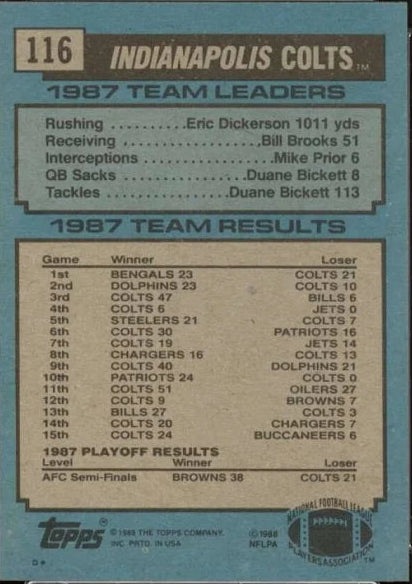 116
INDIANAPOLIS COLTS TM
1987 TEAM LEADERS
Rushing ..........Eric Dickerson 1011 yds
Receiving ....................Bill Brooks 51
Interceptions ................Mike Prior 6
QB Sacks ..............Duane Bickett 8
Tackles ................Duane Bickett 113
1987 TEAM RESULTS
Game Winner Loser
1st BENGALS 23 COLTS 21
2nd DOLPHINS 23 COLTS 10
3rd COLTS 47 BILLS 6
4th COLTS 6 JETS 0
5th STEELERS 21 COLTS 7
6th COLTS 30 PATRIOTS 16
7th COLTS 19 JETS 14
8th CHARGERS 16 COLTS 13
9th COLTS 40 DOLPHINS 21
10th PATRIOTS 24 COLTS 0
11th COLTS 51 OILERS 27
12th COLTS 9 BROWNS 7
13th BILLS 27 COLTS 3
14th COLTS 20 CHARGERS 7
15th COLTS 24 BUCCANEERS 6
1987 PLAYOFF RESULTS
Level Winner Loser
AFC Semi-Finals BROWNS 38 COLTS 21
Topps ® © 1988 THE TOPPS COMPANY,
INC. PRTD. IN USA
© 1988
NFLPA
NATIONAL FOOTBALL LEAGUE
PLAYERS ASSOCIATION
TM
D*